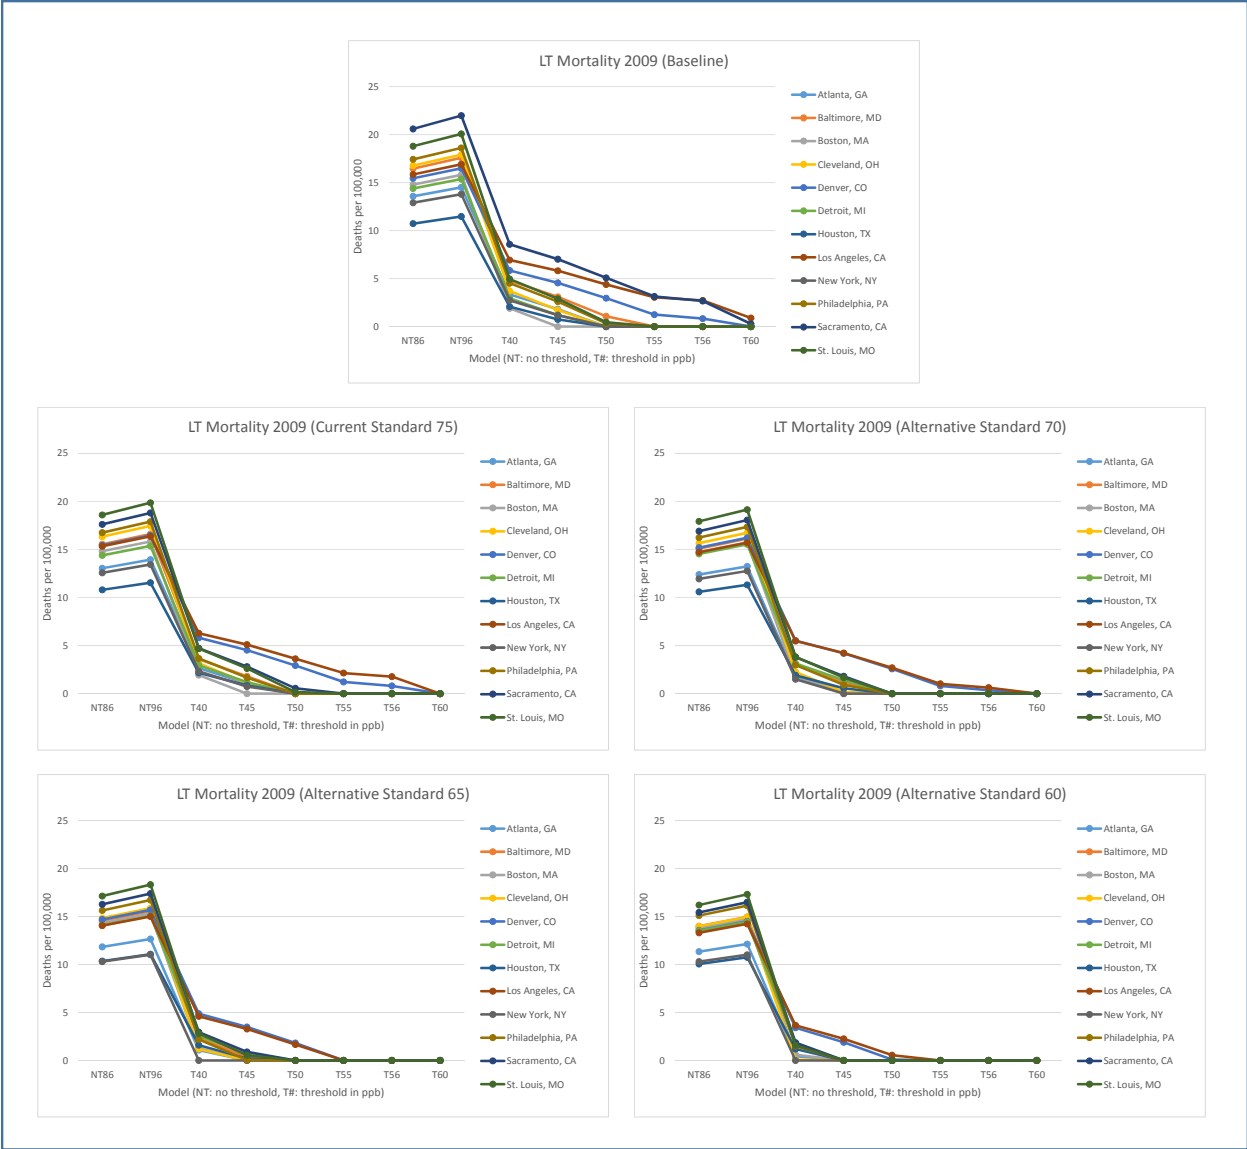 LT Mortality 2009 (Baseline)
Deaths per 100,000
25
20
15
10
5
0
NT86 NT96 T40 T45 T50 T55 T56 T60
Model (NT: no threshold, T#: threshold in ppb)
Atlanta, GA
Baltimore, MD
Boston, MA
Cleveland, OH
Denver, CO
Detroit, MI
Houston, TX
Los Angeles, CA
New York, NY
Philadelphia, PA
Sacramento, CA
St. Louis, MO
LT Mortality 2009 (Current Standard 75)
Deaths per 100,000
25
20
15
10
5
0
NT86 NT96 T40 T45 T50 T55 T56 T60
Model (NT: no threshold, T#: threshold in ppb)
Atlanta, GA
Baltimore, MD
Boston, MA
Cleveland, OH
Denver, CO
Detroit, MI
Houston, TX
Los Angeles, CA
New York, NY
Philadelphia, PA
Sacramento, CA
St. Louis, MO
LT Mortality 2009 (Alternative Standard 70)
Deaths per 100,000
25
20
15
10
5
0
NT86 NT96 T40 T45 T50 T55 T56 T60
Model (NT: no threshold, T#: threshold in ppb)
Atlanta, GA
Baltimore, MD
Boston, MA
Cleveland, OH
Denver, CO
Detroit, MI
Houston, TX
Los Angeles, CA
New York, NY
Philadelphia, PA
Sacramento, CA
St. Louis, MO
LT Mortality 2009 (Alternative Standard 65)
Deaths per 100,000
25
20
15
10
5
0
NT86 NT96 T40 T45 T50 T55 T56 T60
Model (NT: no threshold, T#: threshold in ppb)
Atlanta, GA
Baltimore, MD
Boston, MA
Cleveland, OH
Denver, CO
Detroit, MI
Houston, TX
Los Angeles, CA
New York, NY
Philadelphia, PA
Sacramento, CA
St. Louis, MO
LT Mortality 2009 (Alternative Standard 60)
Deaths per 100,000
25
20
15
10
5
0
NT86 NT96 T40 T45 T50 T55 T56 T60
Model (NT: no threshold, T#: threshold in ppb)
Atlanta, GA
Baltimore, MD
Boston, MA
Cleveland, OH
Denver, CO
Detroit, MI
Houston, TX
Los Angeles, CA
New York, NY
Philadelphia, PA
Sacramento, CA
St. Louis, MO